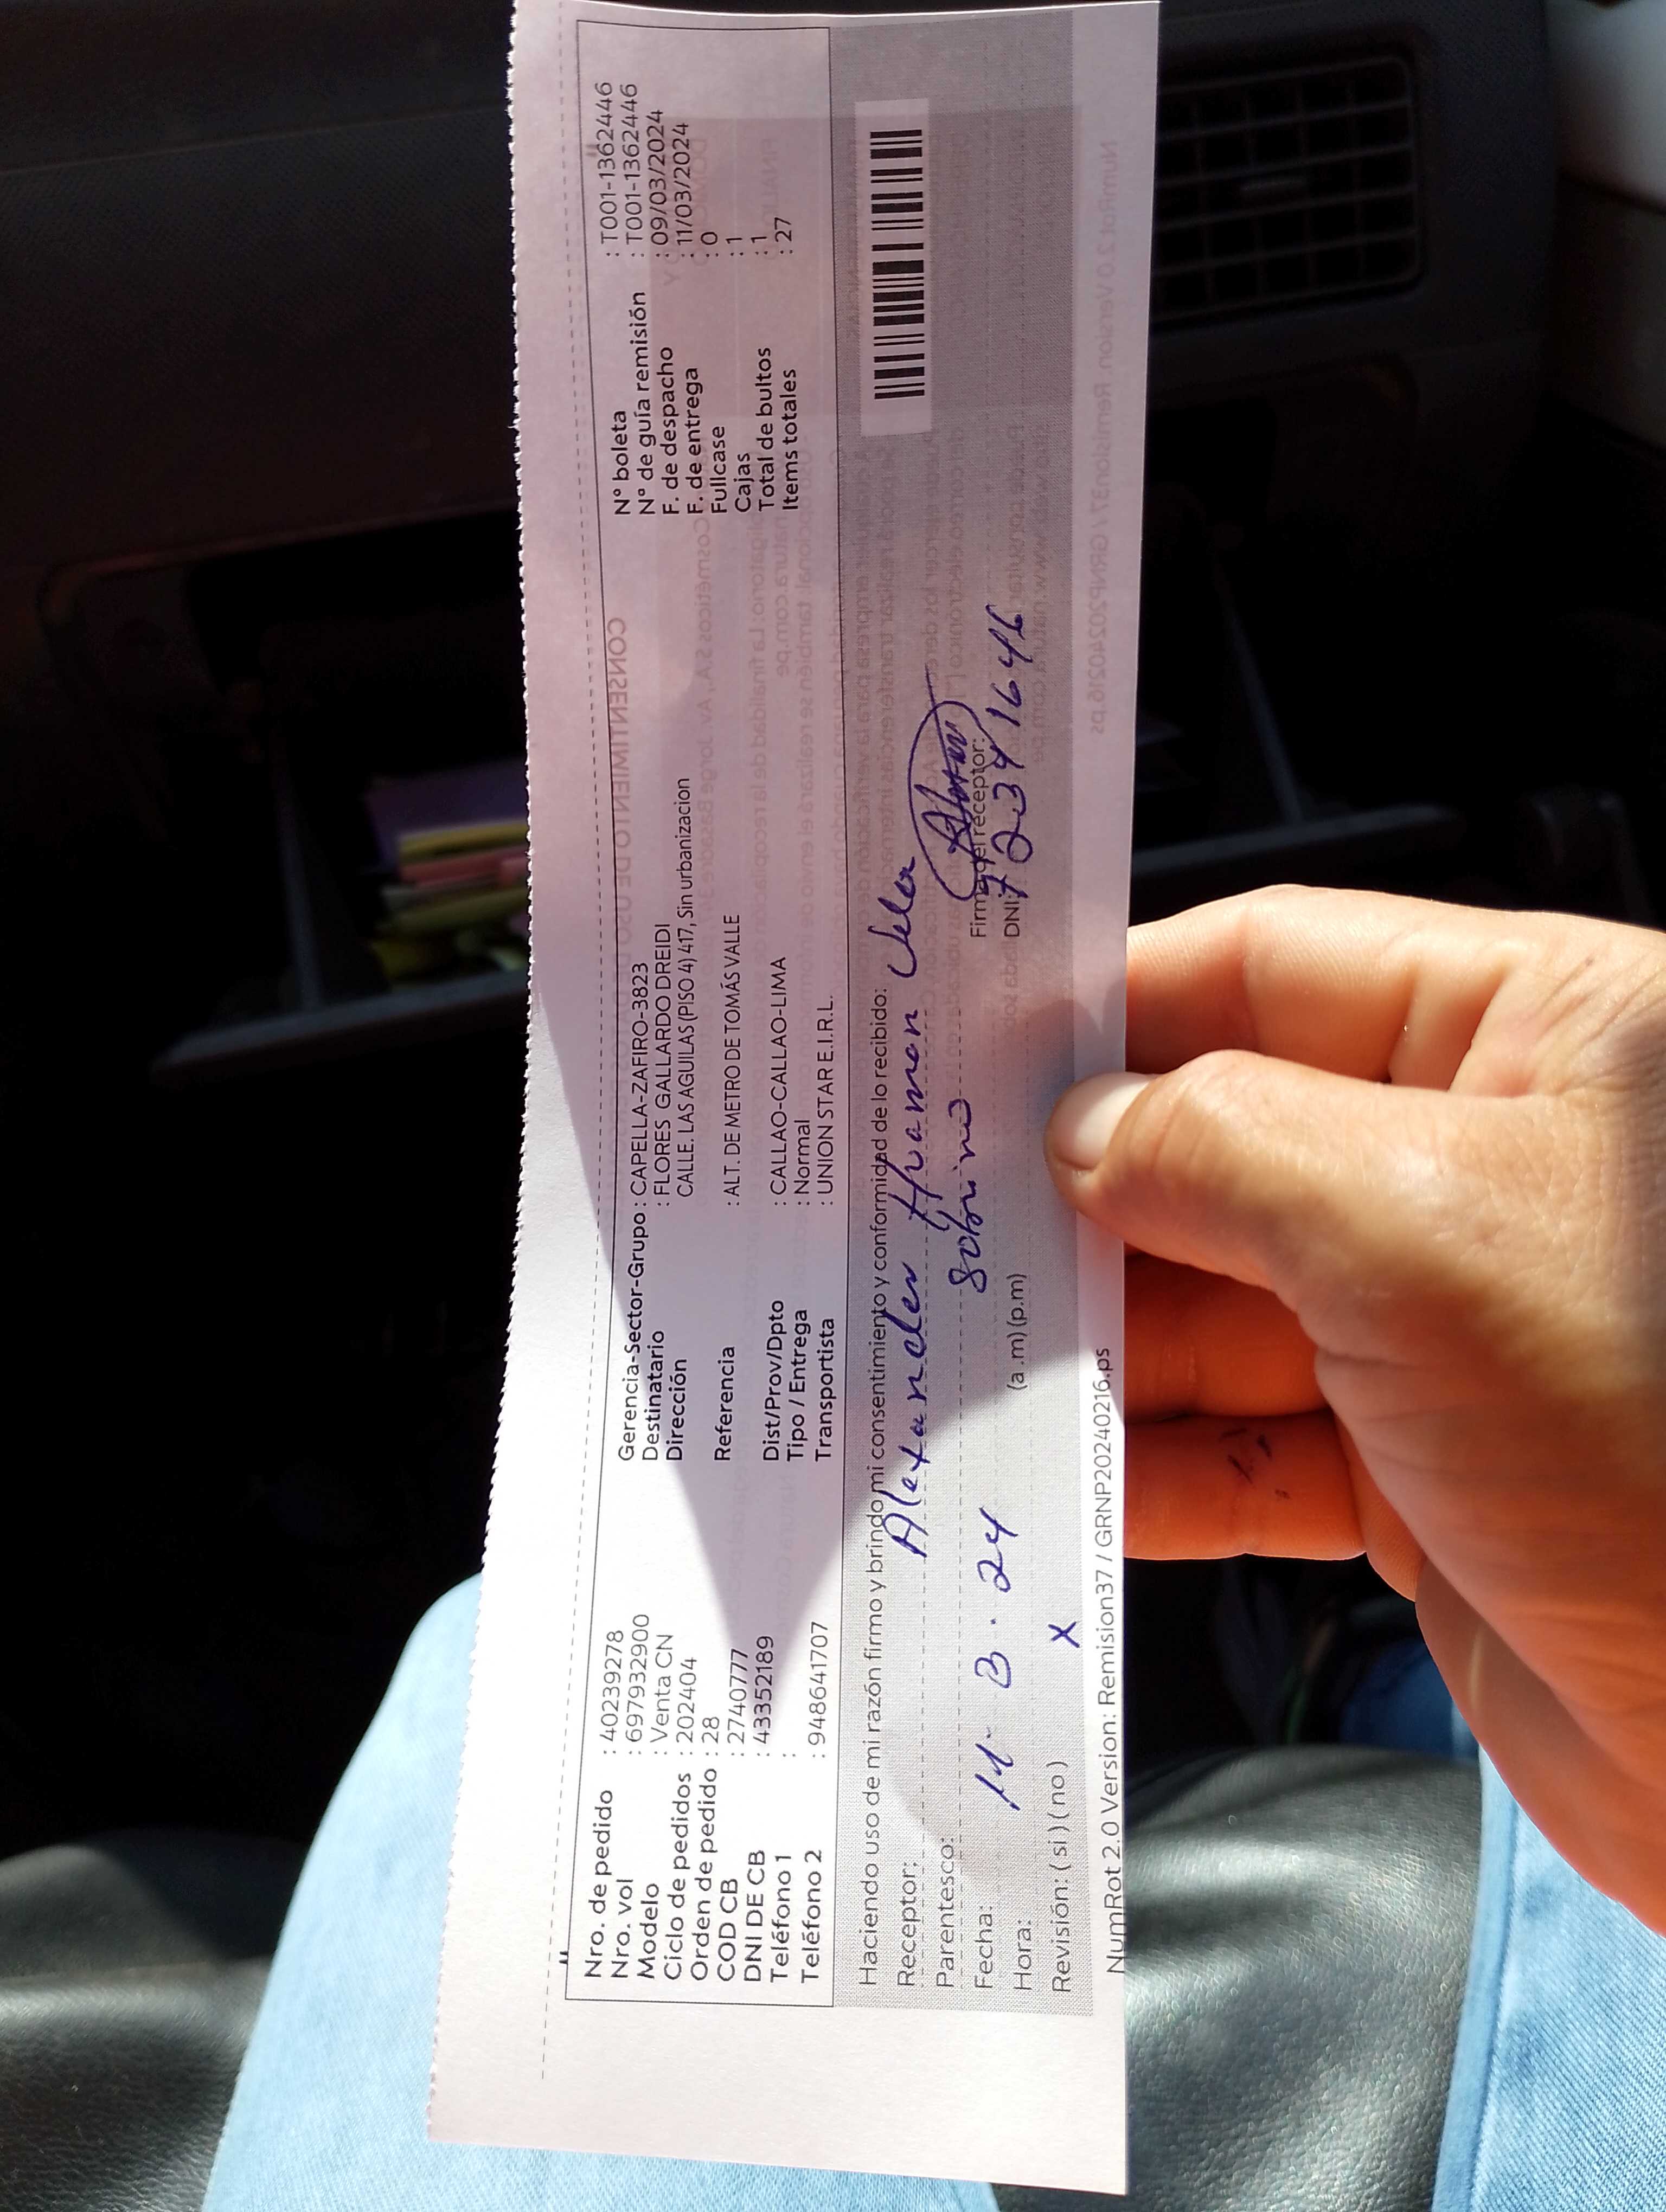 Nro. de pedido : 40239278
Nro. vol : 697932900
Modelo : Venta CN
Ciclo de pedidos : 202404
Orden de pedido : 28
COD CB : 2740777
DNI DE CB : 43352189
Teléfono 1 :
Teléfono 2 : 948641707
Gerencia-Sector-Grupo : CAPELLA-ZAFIRO-3823
Destinatario : FLORES GALLARDO DREIDI
Dirección CALLE. LAS AGUILAS (PISO 4) 417, Sin urbanizacion
Referencia : ALT. DE METRO DE TOMÁS VALLE
Dist/Prov/Dpto : CALLAO-CALLAO-LIMA
Tipo / Entrega : Normal
Transportista : UNION STAR E.I.R.L.
N° boleta : T001-1362446
N° de guía remisión : T001-1362446
F. de despacho : 09/03/2024
F. de entrega : 11/03/2024
Fullcase : 0
Cajas : 1
Total de bultos : 1
Items totales : 27
Haciendo uso de mi razón firmo y brindo mi consentimiento y conformidad de lo recibido:
Receptor: Alexander Huaman
Parentesco: sobrino
Fecha: 11. 3. 24
Firma del receptor:
Hora: (a.m) (p.m)
DNI: 72341646
Revisión: (si) (no) X
NumRot 2.0 Version: Remision37 / GRNP20240216.ps